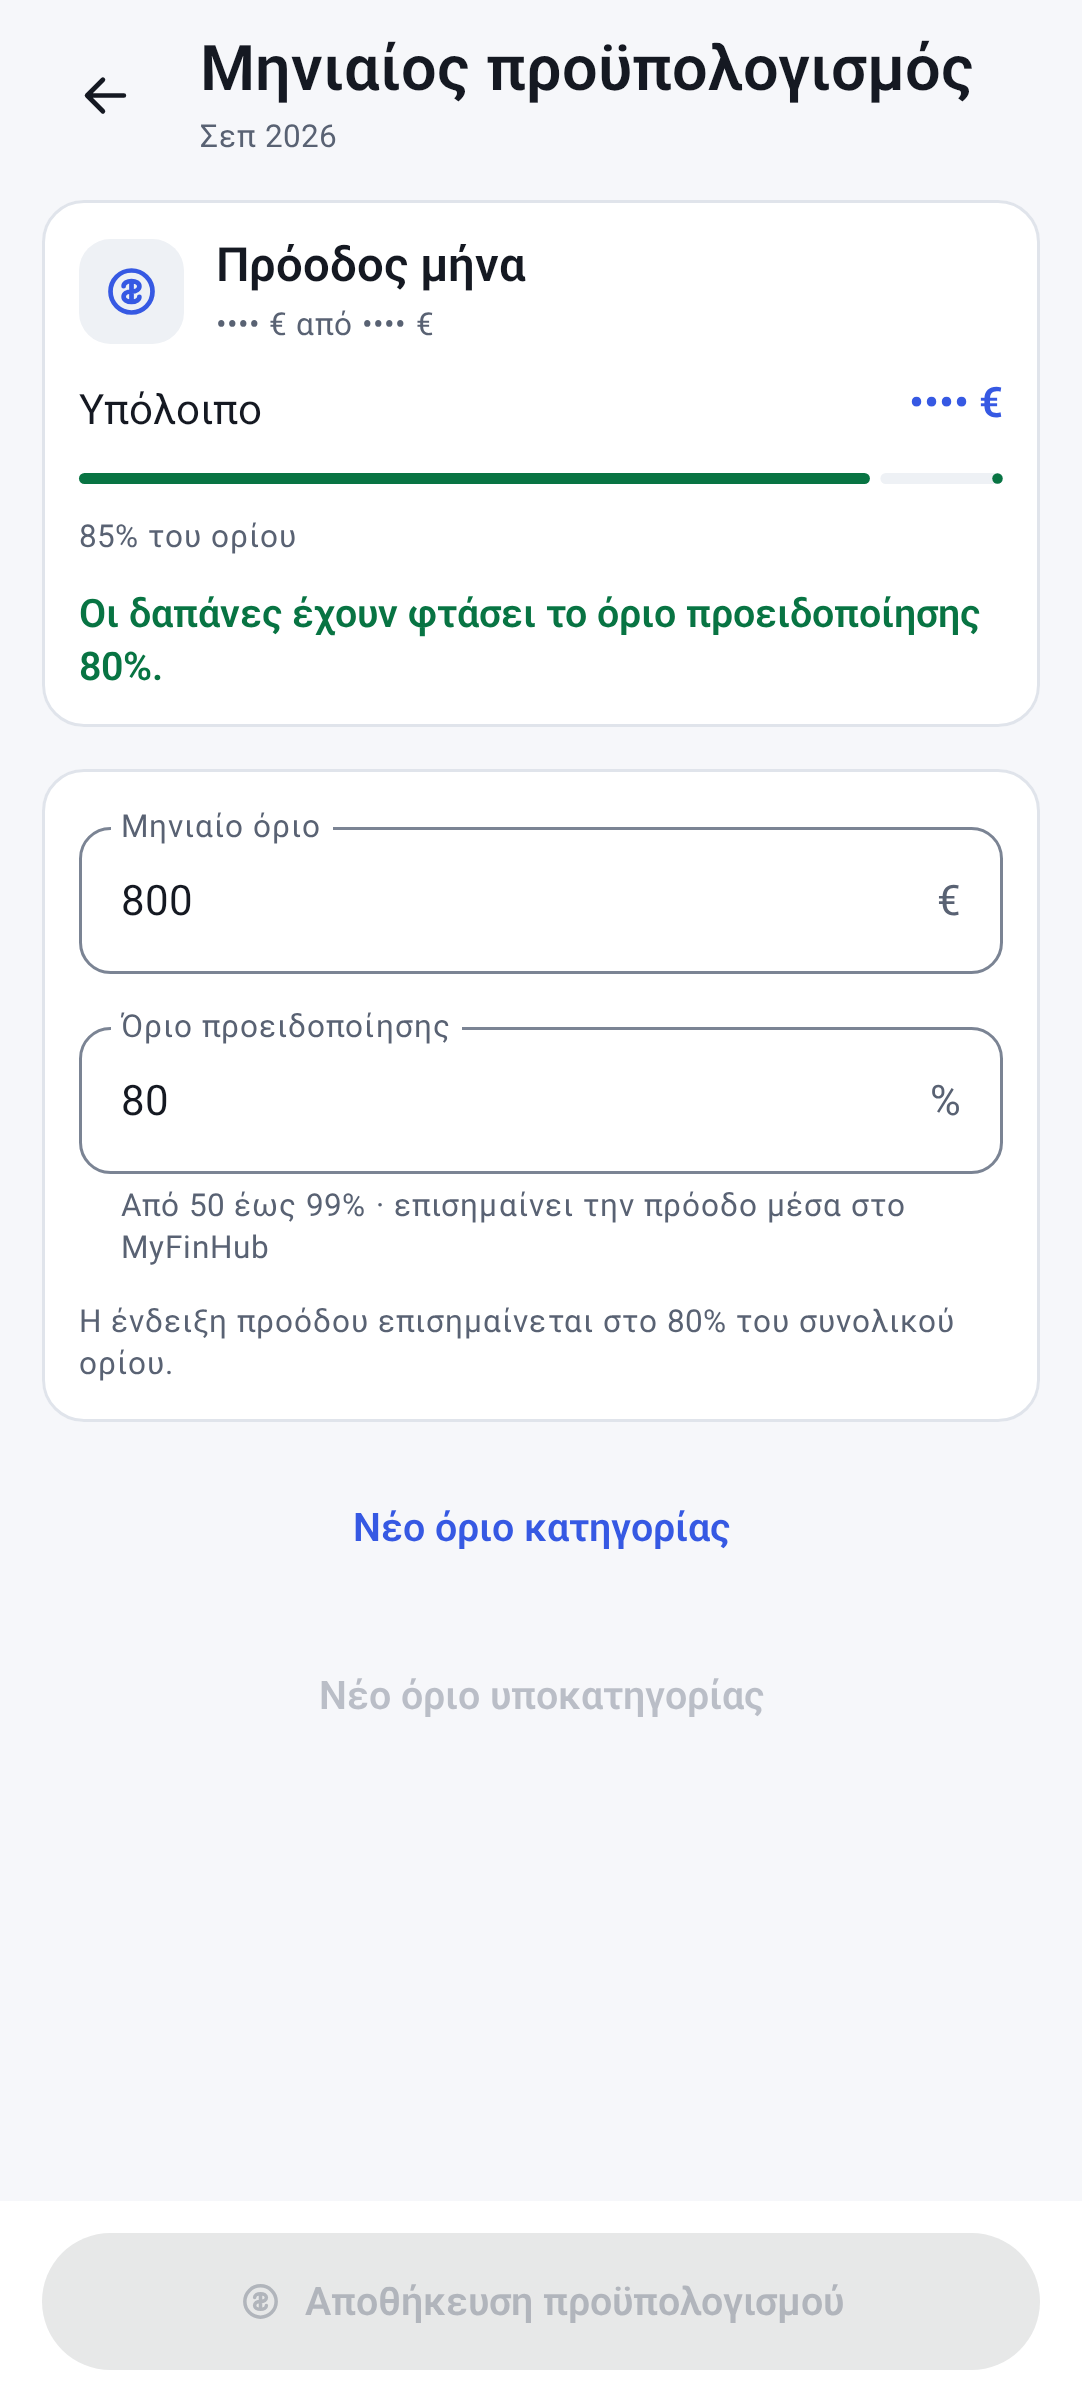 Μηνιαίος προϋπολογισμός
Σεπ 2026
Πρόοδος μήνα
•••• € από •••• €
Υπόλοιπο
•••• €
85% του ορίου
Οι δαπάνες έχουν φτάσει το όριο προειδοποίησης
80%.
Μηνιαίο όριο
800 €
Όριο προειδοποίησης
80 %
Από 50 έως 99% · επισημαίνει την πρόοδο μέσα στο
MyFinHub
Η ένδειξη προόδου επισημαίνεται στο 80% του συνολικού
ορίου.
Νέο όριο κατηγορίας
Νέο όριο υποκατηγορίας
Αποθήκευση προϋπολογισμού